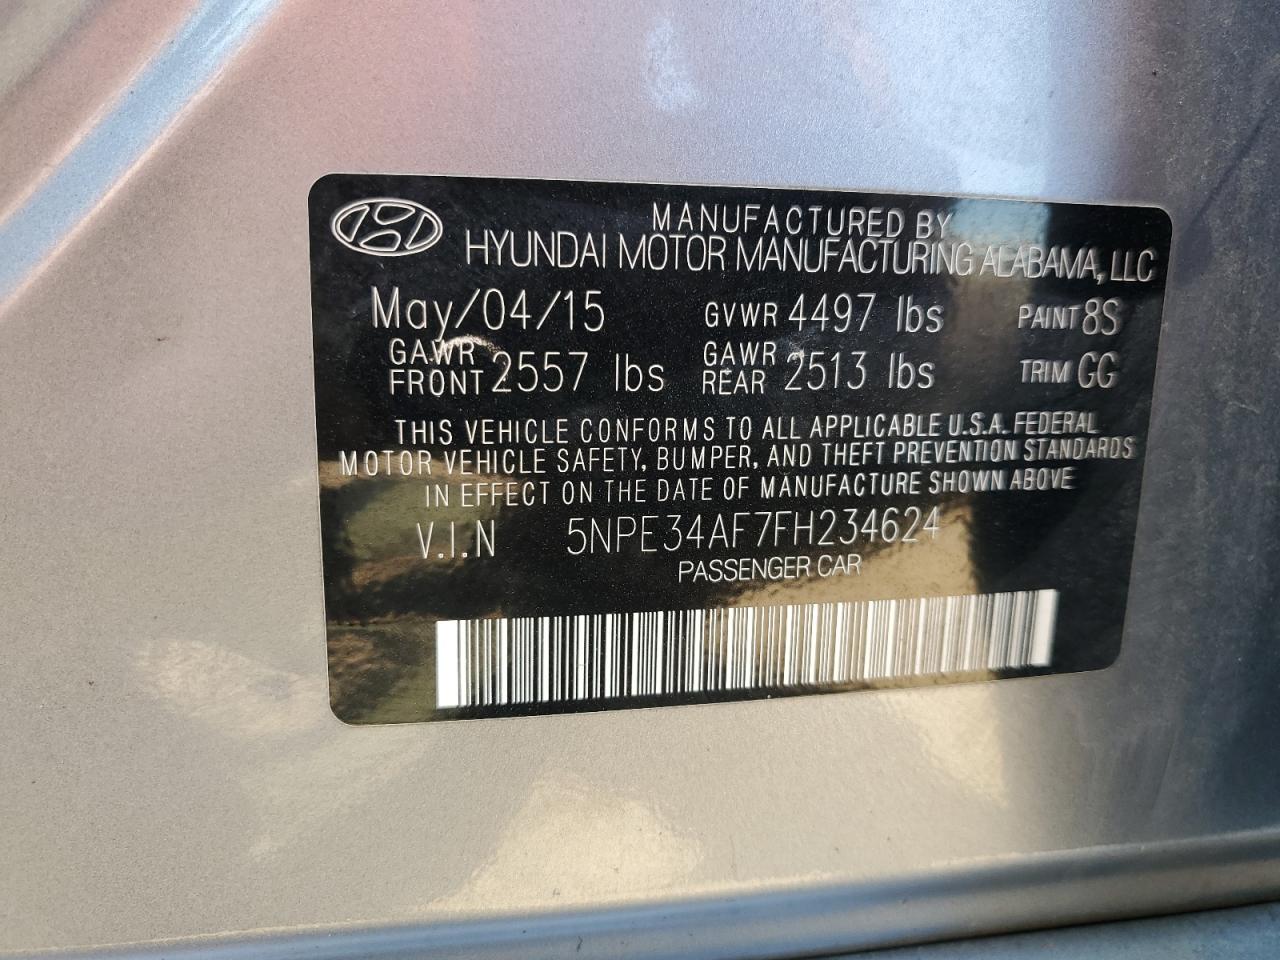 MANUFACTURED BY
HYUNDAI MOTOR MANUFACTURING ALABAMA, LLC
May/04/15 GVWR 4497 lbs PAINT 8S
GAWR FRONT 2557 lbs GAWR REAR 2513 lbs TRIM GG
THIS VEHICLE CONFORMS TO ALL APPLICABLE U.S.A. FEDERAL
MOTOR VEHICLE SAFETY, BUMPER, AND THEFT PREVENTION STANDARDS
IN EFFECT ON THE DATE OF MANUFACTURE SHOWN ABOVE
V.I.N 5NPE34AF7FH234624
PASSENGER CAR